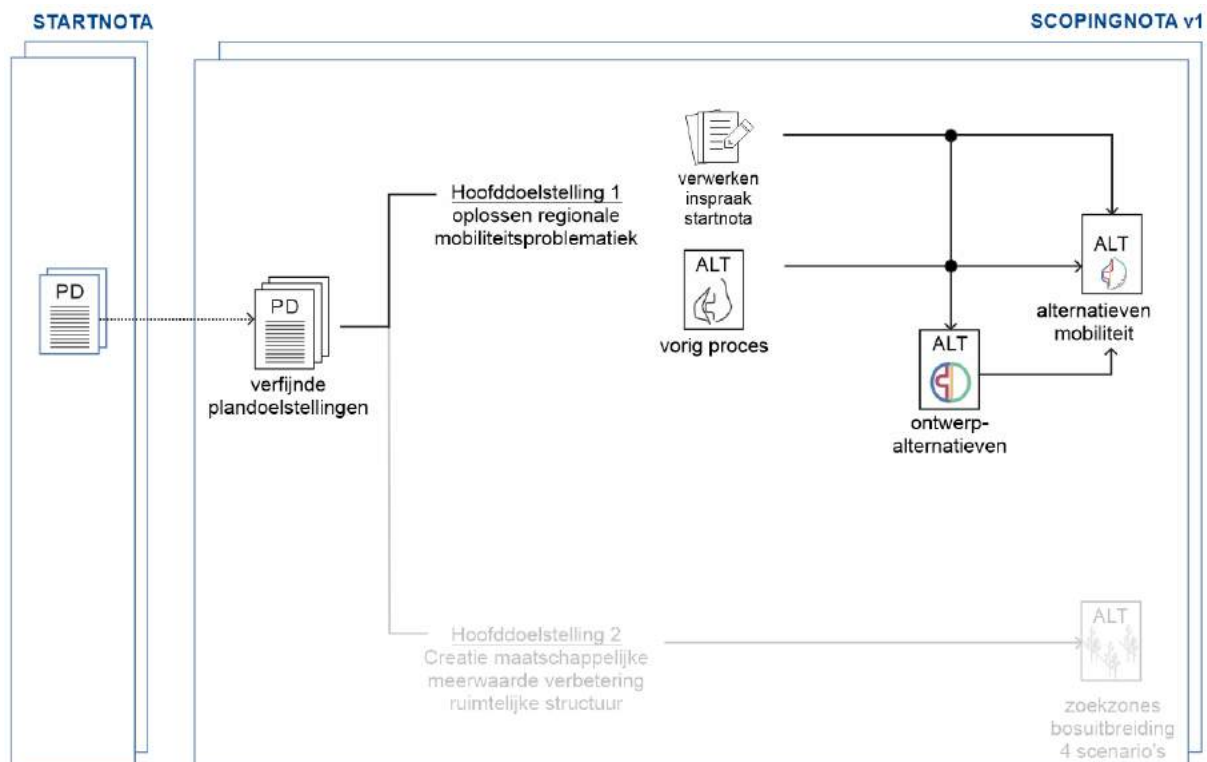 STARTNOTA
SCOPINGNOTA v1
PD
PD
verfijnde
plandoelstellingen
Hoofddoelstelling 1
oplossen regionale
mobiliteitsproblematiek
verwerken
inspraak
startnota
ALT
vorig proces
ALT
ontwerp-
alternatieven
ALT
alternatieven
mobiliteit
Hoofddoelstelling 2
Creatie maatschappelijke
meerwaarde verbetering
ruimtelijke structuur
ALT
zoekzones
bosuitbreiding
4 scenario's